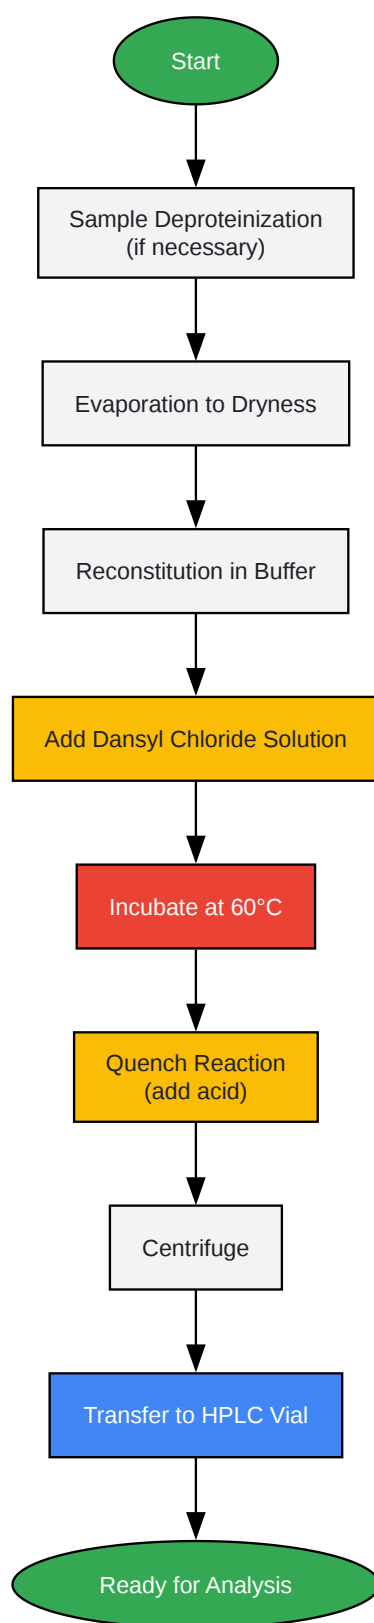 Start
Sample Deproteinization
(if necessary)
Evaporation to Dryness
Reconstitution in Buffer
Add Dansyl Chloride Solution
Incubate at 60°C
Quench Reaction
(add acid)
Centrifuge
Transfer to HPLC Vial
Ready for Analysis